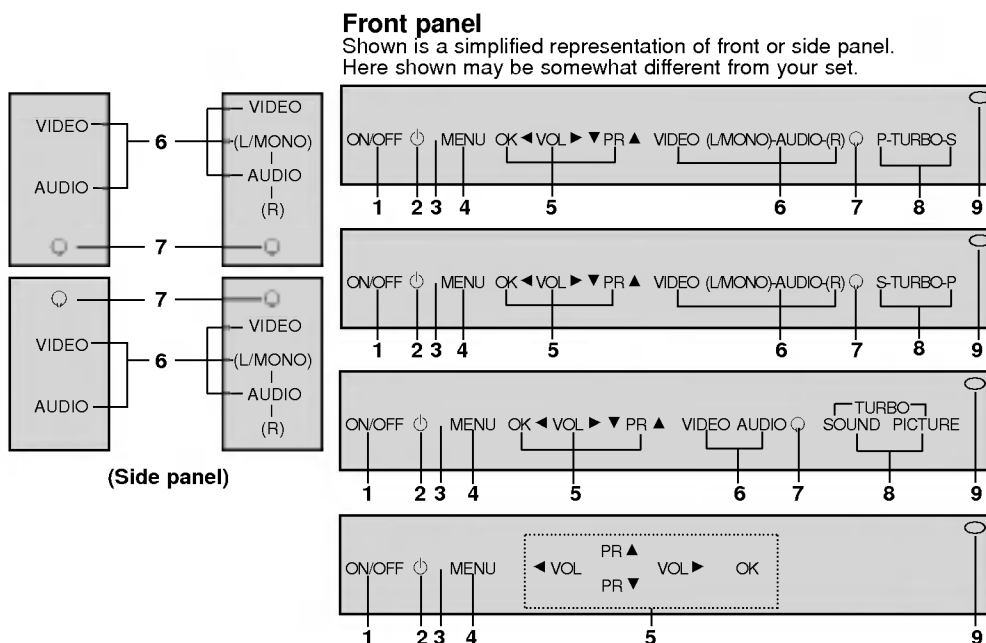 Front panel
Shown is a simplified representation of front or side panel.
Here shown may be somewhat different from your set.
VIDEO
AUDIO
6
VIDEO
(L/MONO)
AUDIO
(R)
7
7
VIDEO
AUDIO
6
VIDEO
(L/MONO)
AUDIO
(R)
(Side panel)
ON/OFF MENU OK ◄ VOL ► ▼ PR ▲ VIDEO (L/MONO)-AUDIO-(R) P-TURBO-S
1 2 3 4 5 6 7 8 9
ON/OFF MENU OK ◄ VOL ► ▼ PR ▲ VIDEO (L/MONO)-AUDIO-(R) S-TURBO-P
1 2 3 4 5 6 7 8 9
TURBO
ON/OFF MENU OK ◄ VOL ► ▼ PR ▲ VIDEO AUDIO SOUND PICTURE
1 2 3 4 5 6 7 8 9
PR ▲
ON/OFF MENU ◄ VOL VOL ► OK
PR ▼
1 2 3 4 5 9